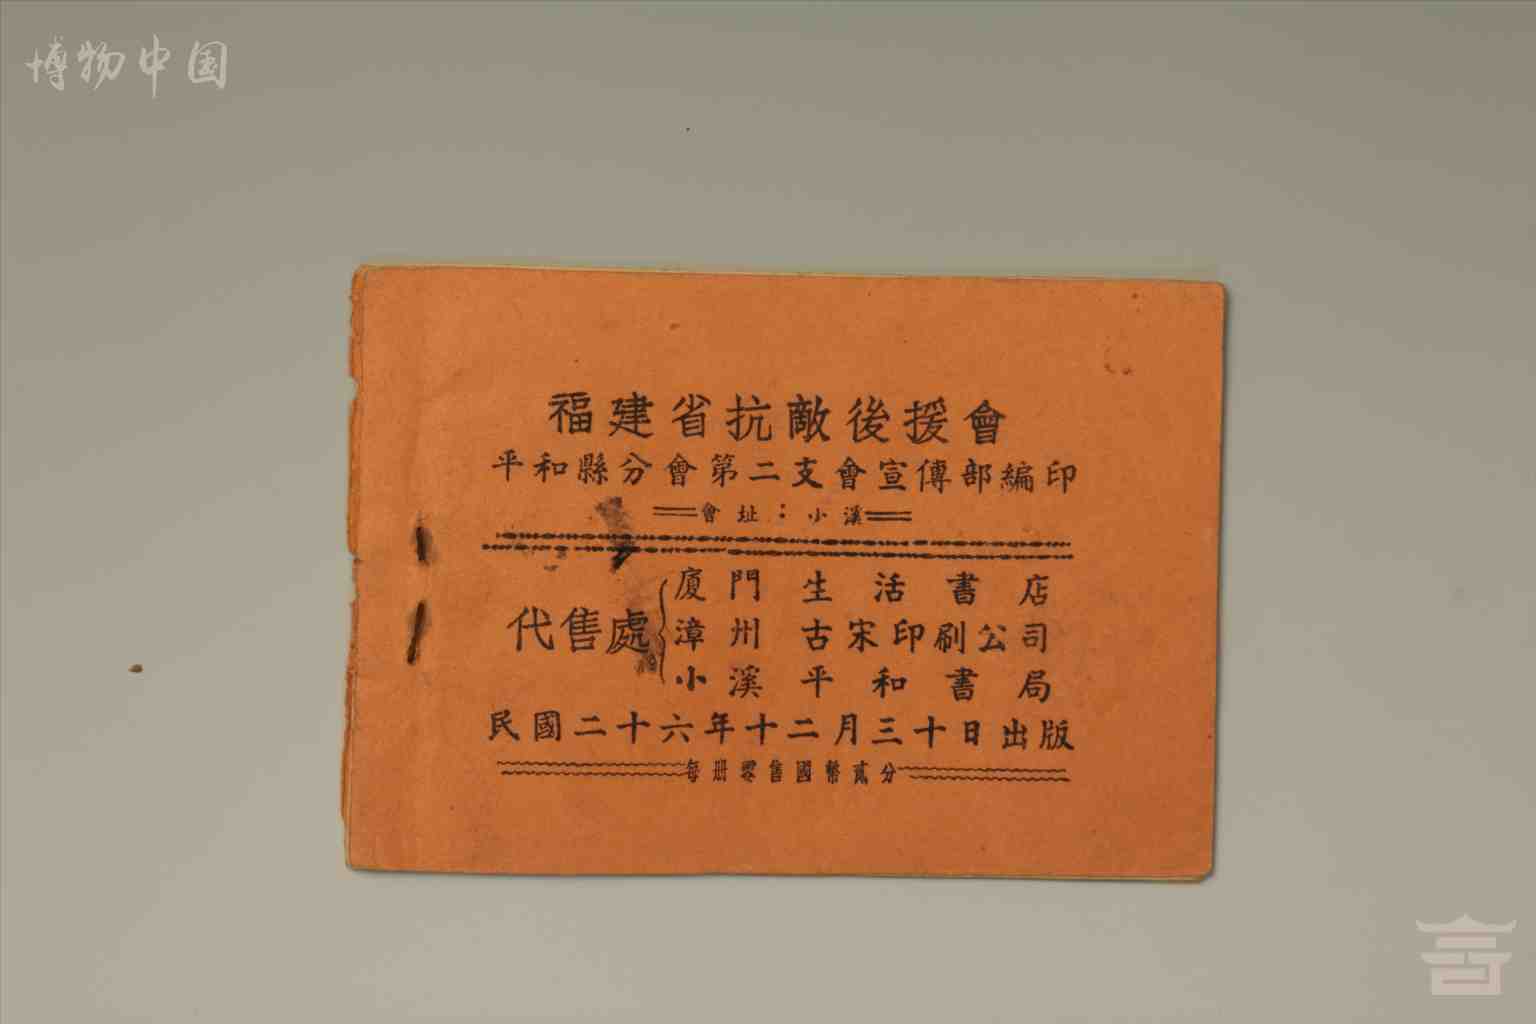 博物中国
福建省抗敵後援會
平和縣分會第二支會宣傳部編印
會址：小溪
代售處
廈門生活書店
漳州古宋印刷公司
小溪平和書局
民國二十六年十二月三十日出版
每冊零售國幣貳分